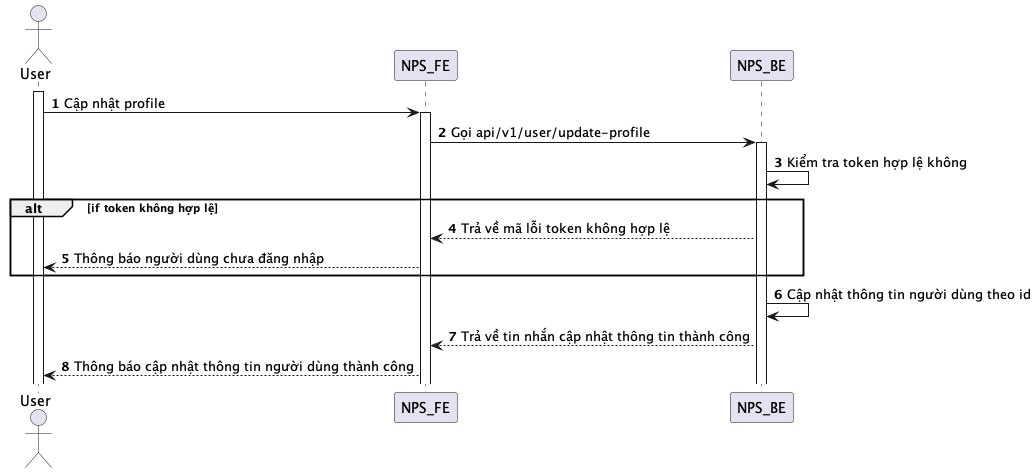 User
NPS_FE
NPS_BE
1 Cập nhật profile
2 Gọi api/v1/user/update-profile
3 Kiểm tra token hợp lệ không
alt [if token không hợp lệ]
4 Trả về mã lỗi token không hợp lệ
5 Thông báo người dùng chưa đăng nhập
6 Cập nhật thông tin người dùng theo id
7 Trả về tin nhắn cập nhật thông tin thành công
8 Thông báo cập nhật thông tin người dùng thành công
User
NPS_FE
NPS_BE